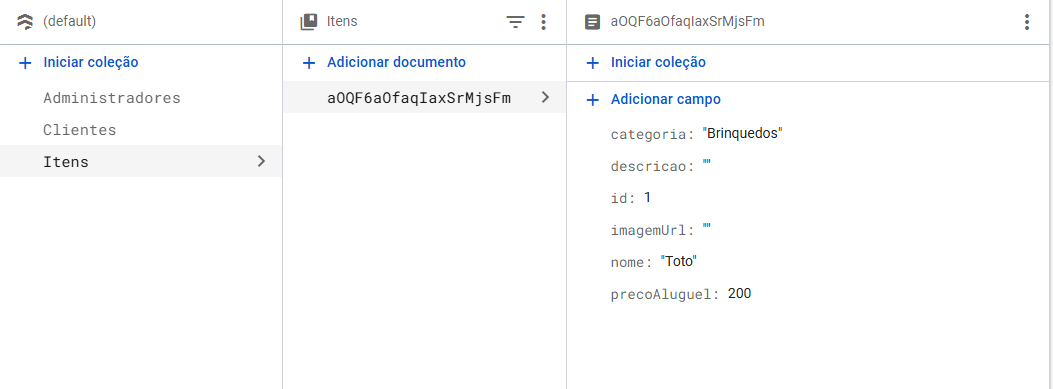 (default)
Iniciar coleção
Administradores
Clientes
Itens
Itens
Adicionar documento
aOQF6aOfaqIaxSrMjsFm
aOQF6aOfaqIaxSrMjsFm
Iniciar coleção
Adicionar campo
categoria: "Brinquedos"
descricao: ""
id: 1
imagemUrl: ""
nome: "Toto"
precoAluguel: 200